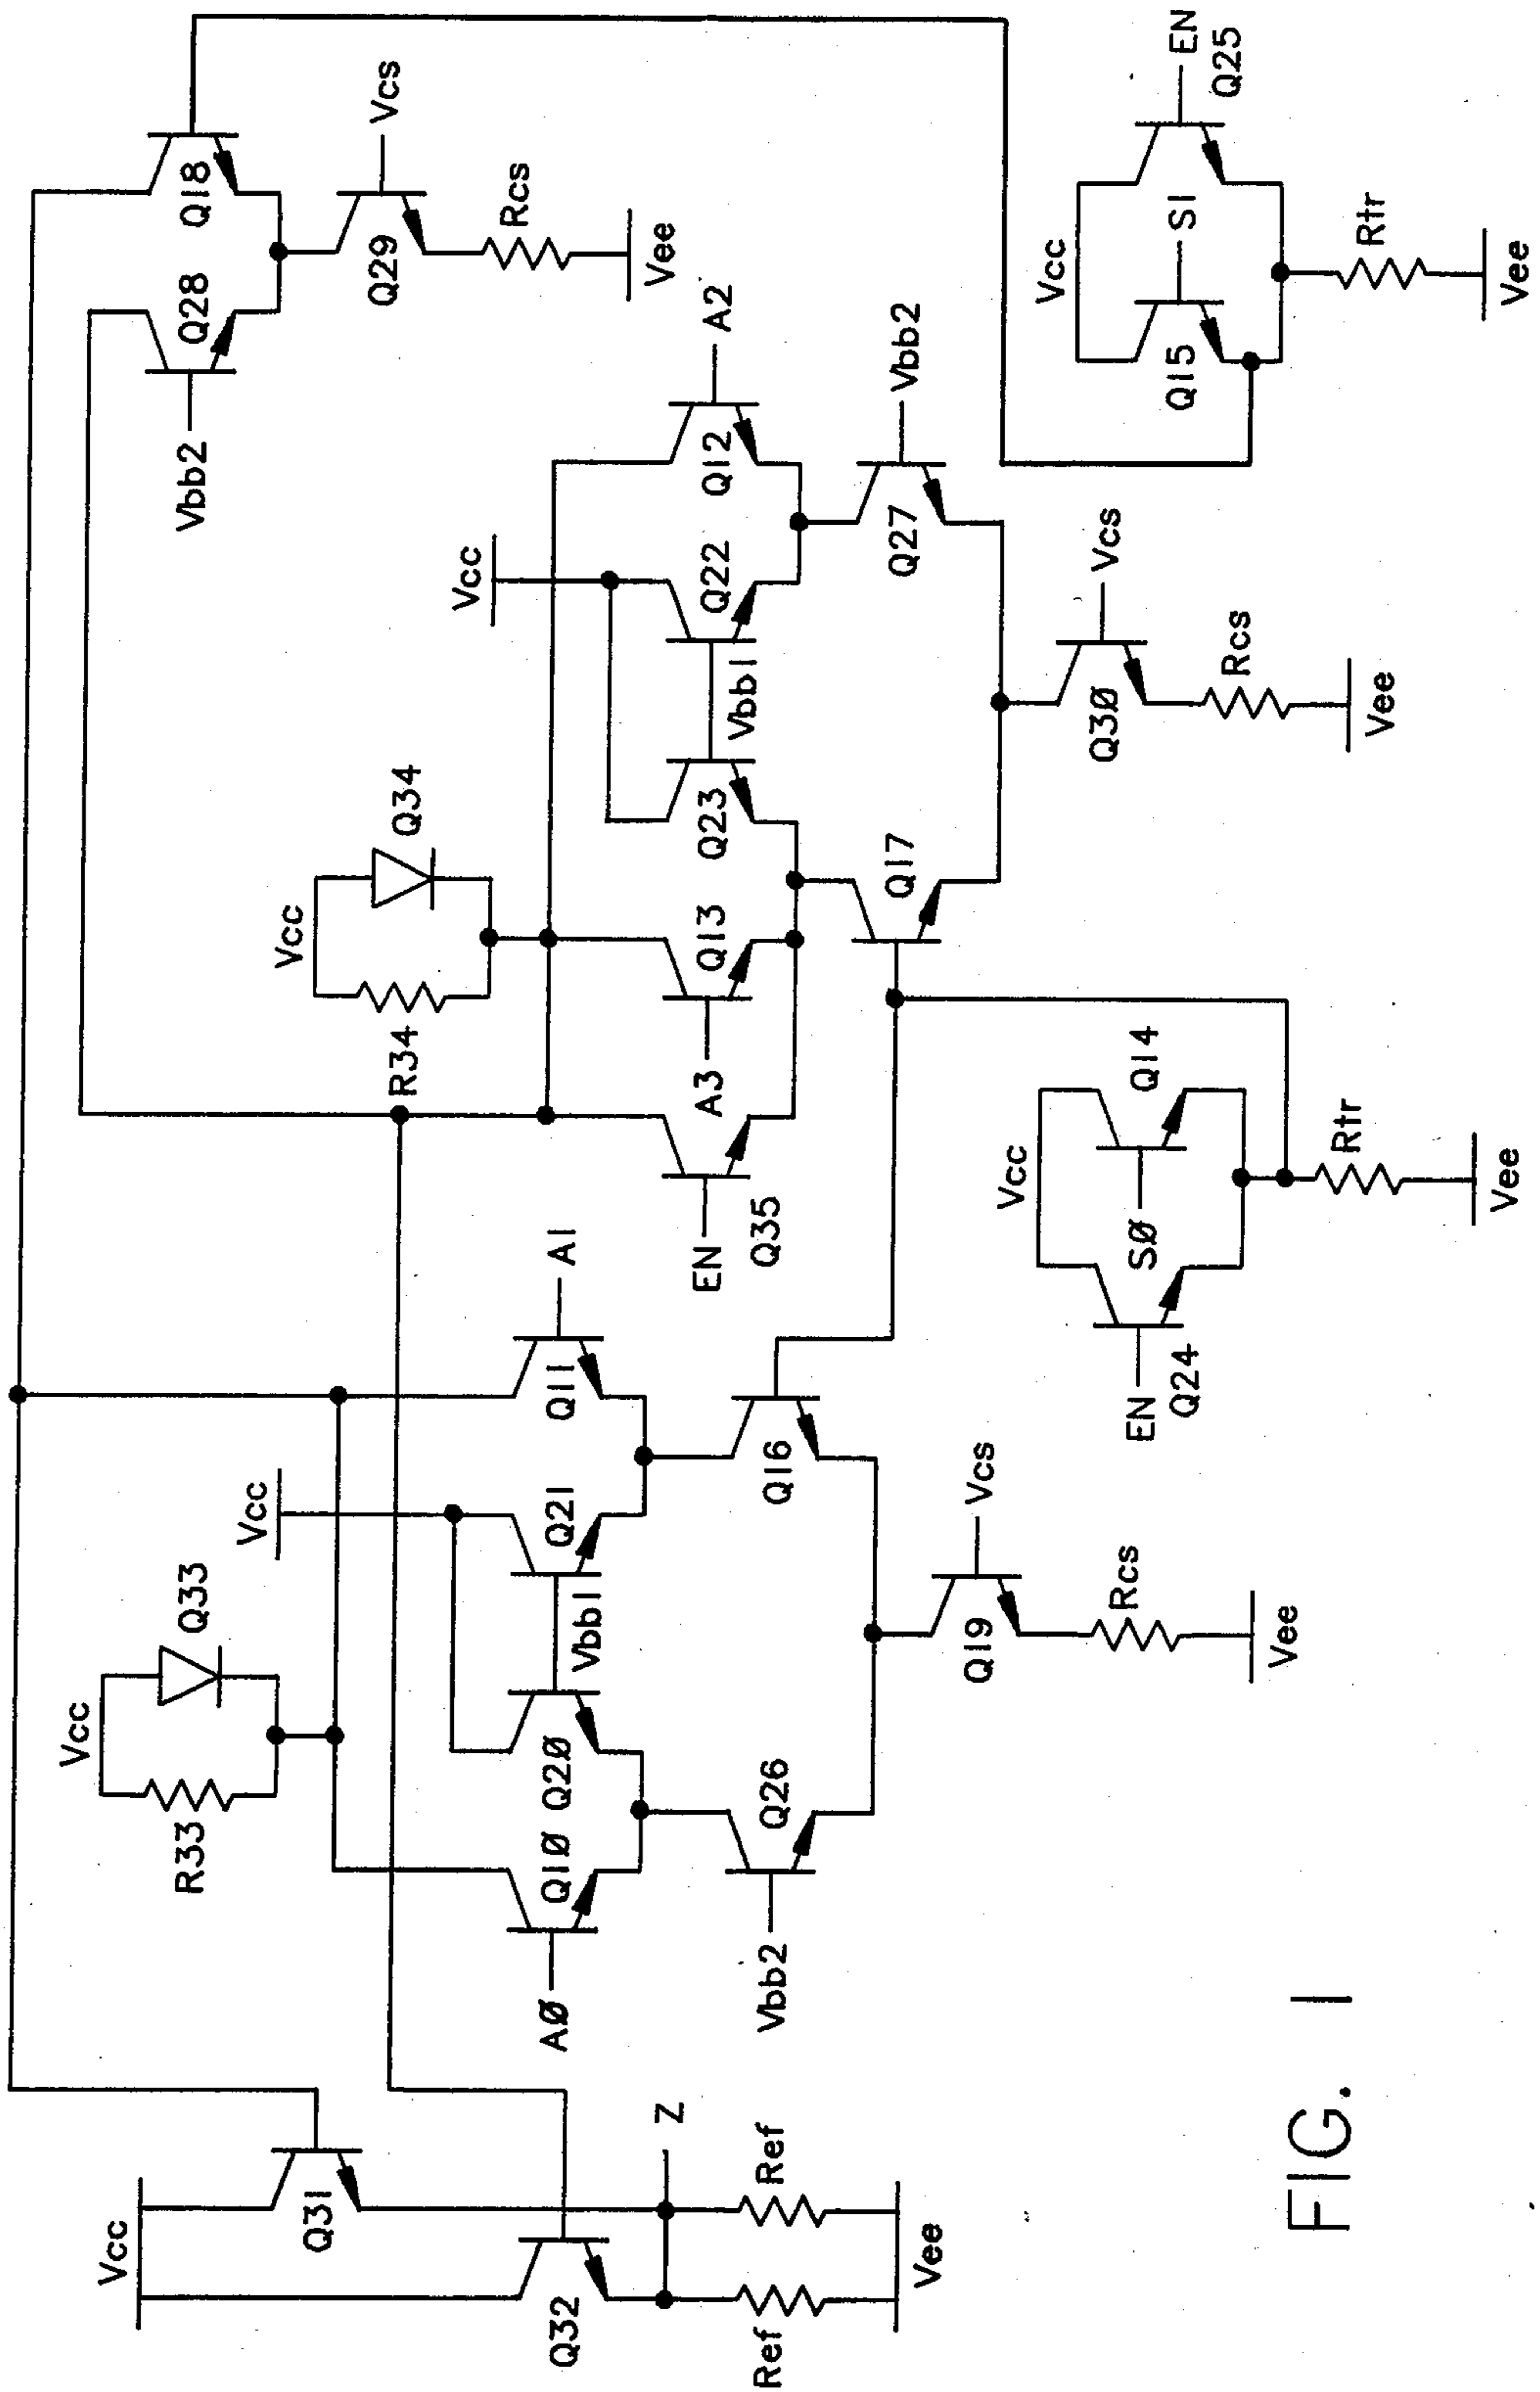 Vcc
Vcc
R33 Q33
Vbb2 Q28 Q18
Vcc
Vcc
Q31
R34 Q34
Q29 Vcs
Vcc
Rcs
AØ Q1Ø Q2Ø Q21 Q11 A1
Q32
Vbb1
Vee
Z
EN A3 Q13 Q23 Q22 Q12 A2
Vbb1
Q35
Ref Ref
Vbb2 Q26 Q16
Q17 Q27 Vbb2
Vee
Q19 Vcs
Vcc
Vcc
Q3Ø Vcs
Rcs
EN SØ Q14
Q15 S1 EN
Q24
Q25
Rcs
Vee
FIG. 1
Rtr
Rtr
Vee
Vee
Vee